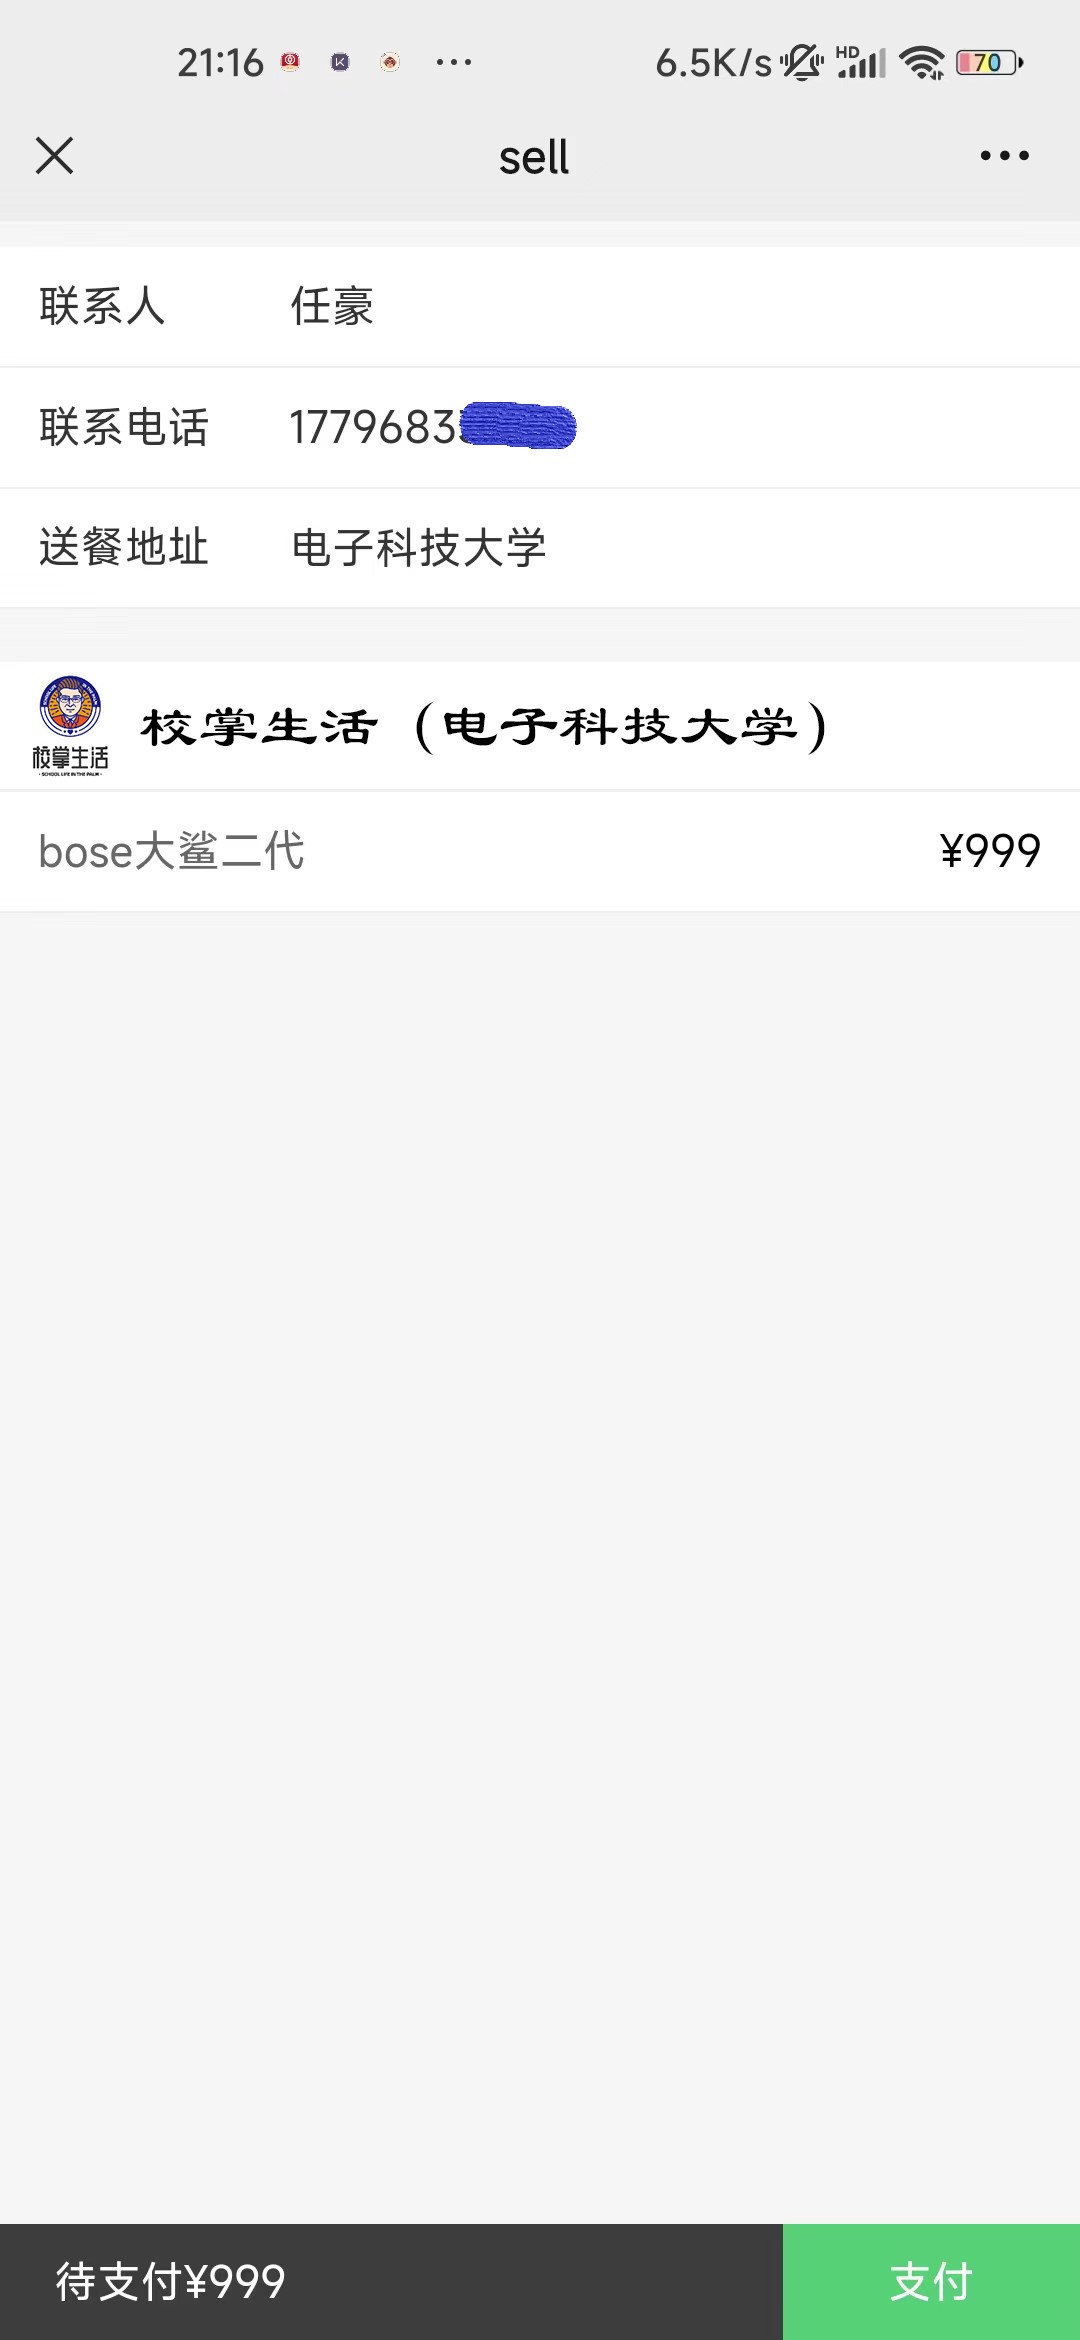 21:16 ··· 6.5K/s HD 70
sell
联系人 任豪
联系电话 1779683
送餐地址 电子科技大学
校掌生活
·SCHOOL LIFE IN THE PALM·
校掌生活（电子科技大学）
bose大鲨二代 ¥999
待支付¥999 支付